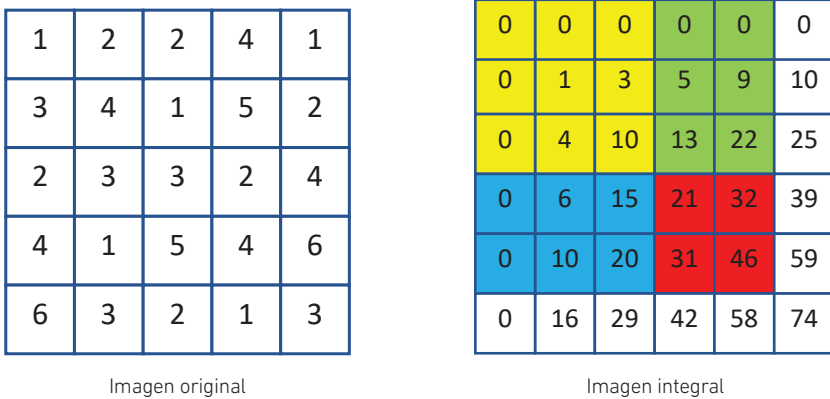 1 2 2 4 1
3 4 1 5 2
2 3 3 2 4
4 1 5 4 6
6 3 2 1 3
Imagen original
0 0 0 0 0 0
0 1 3 5 9 10
0 4 10 13 22 25
0 6 15 21 32 39
0 10 20 31 46 59
0 16 29 42 58 74
Imagen integral